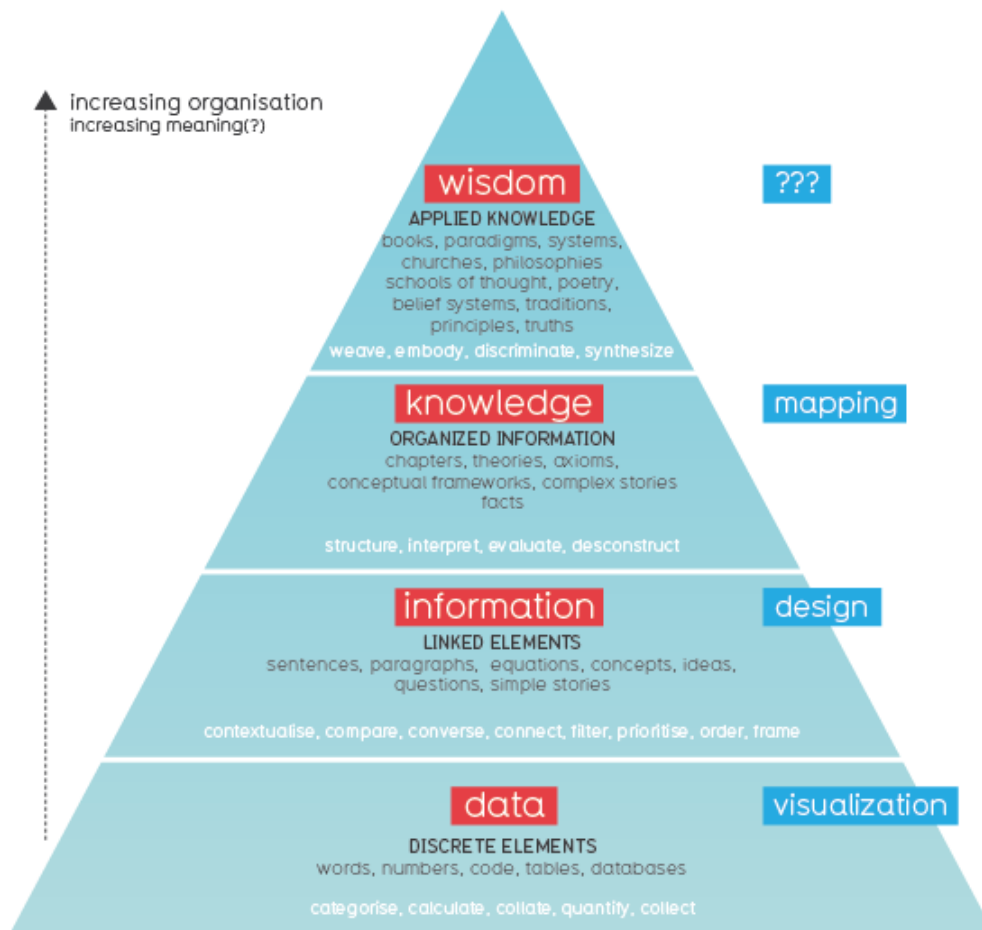 increasing organisation
increasing meaning(?)
wisdom
???
APPLIED KNOWLEDGE
books, paradigms, systems,
churches, philosophies
schools of thought, poetry,
belief systems, traditions,
principles, truths
weave, embody, discriminate, synthesize
knowledge
mapping
ORGANIZED INFORMATION
chapters, theories, axioms,
conceptual frameworks, complex stories
facts
structure, interpret, evaluate, desconstruct
information
design
LINKED ELEMENTS
sentences, paragraphs, equations, concepts, ideas,
questions, simple stories
contextualise, compare, converse, connect, filter, prioritise, order, frame
data
visualization
DISCRETE ELEMENTS
words, numbers, code, tables, databases
categorise, calculate, collate, quantify, collect